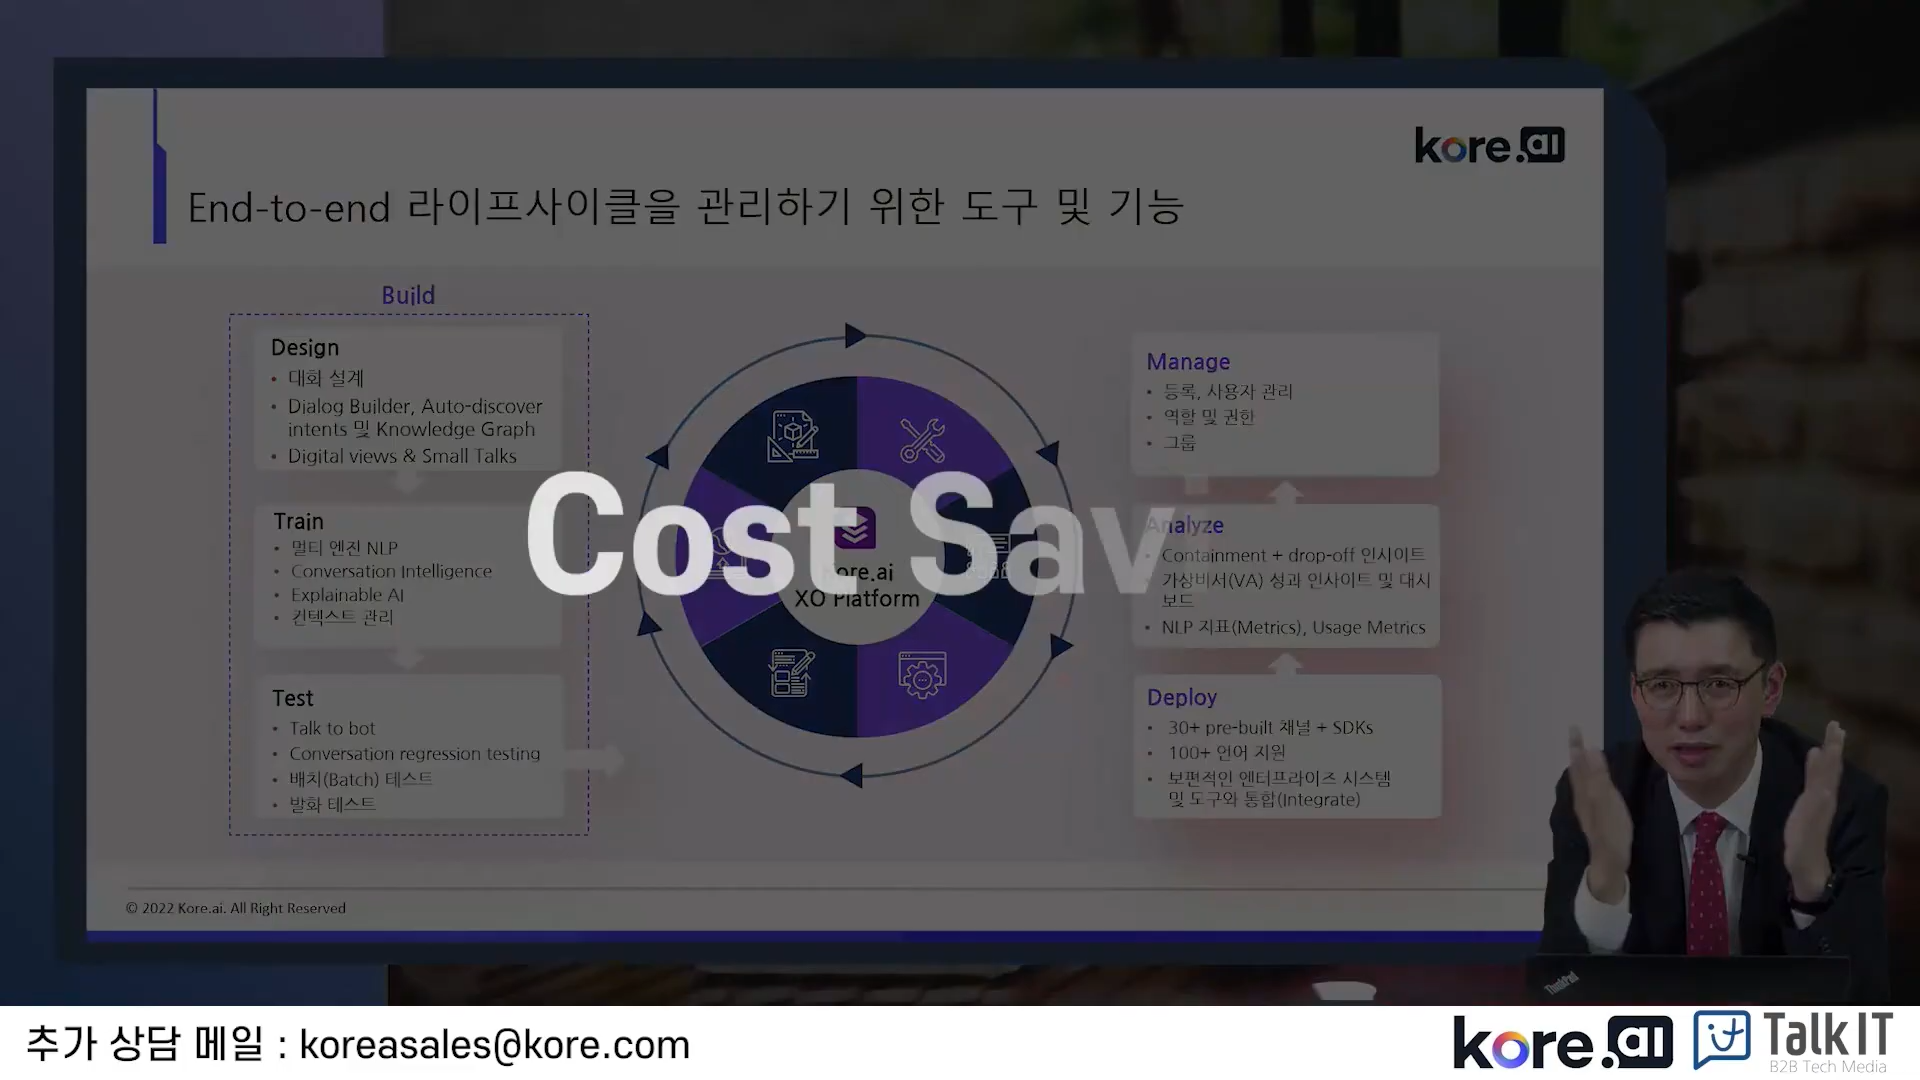 kore.ai
End-to-end 라이프사이클을 관리하기 위한 도구 및 기능
Build
Design
• 대화 설계
• Dialog Builder, Auto-discover
intents 및 Knowledge Graph
• Digital views & Small Talks
Train
• 멀티 엔진 NLP
• Conversation Intelligence
• Explainable AI
• 컨텍스트 관리
Test
• Talk to bot
• Conversation regression testing
• 배치(Batch) 테스트
• 발화 테스트
Kore.ai
XO Platform
Cost Sav
Manage
• 등록, 사용자 관리
• 역할 및 권한
• 그룹
Analyze
• Containment + drop-off 인사이트
가상비서(VA) 성과 인사이트 및 대시
보드
• NLP 지표(Metrics), Usage Metrics
Deploy
• 30+ pre-built 채널 + SDKs
• 100+ 언어 지원
• 보편적인 엔터프라이즈 시스템
및 도구와 통합(Integrate)
© 2022 Kore.ai. All Right Reserved
ThinkPad
추가 상담 메일 : koreasales@kore.com
kore.ai
Talk IT
B2B Tech Media